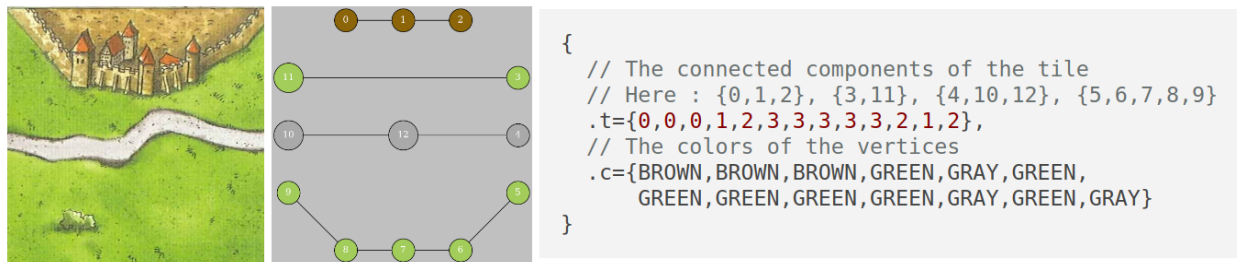 0 1 2
11 3
10 12 4
9 5
8 7 6
{
// The connected components of the tile
// Here : {0,1,2}, {3,11}, {4,10,12}, {5,6,7,8,9}
.t={0,0,0,1,2,3,3,3,3,3,2,1,2},
// The colors of the vertices
.c={BROWN,BROWN,BROWN,GREEN,GRAY,GREEN,
GREEN,GREEN,GREEN,GREEN,GRAY,GREEN,GRAY}
}